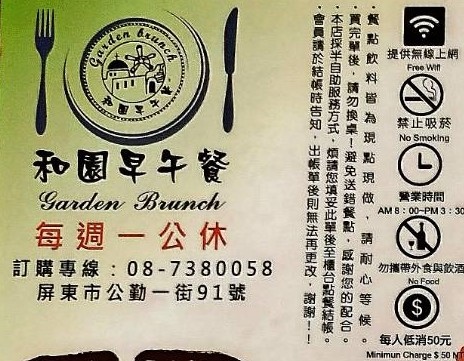 Garden brunch
和園早午餐
Garden Brunch
每週一公休
訂購專線：08-7380058
屏東市公勤一街91號
·餐點飲料皆為現點現做，請耐心等候。
·買完單後，請勿換桌！避免送錯餐點，感謝您的配合。
·本店採半自助服務方式，煩請您填妥此單後至櫃台點餐結帳。
·會員請於結帳時告知，出帳單後則無法再更改，謝謝！！
提供無線上網
Free Wifi
禁止吸菸
No Smoking
營業時間
AM 8：00~PM 3：30
勿攜帶外食與飲酒
No Food
每人低消50元
Minimun Charge $ 50